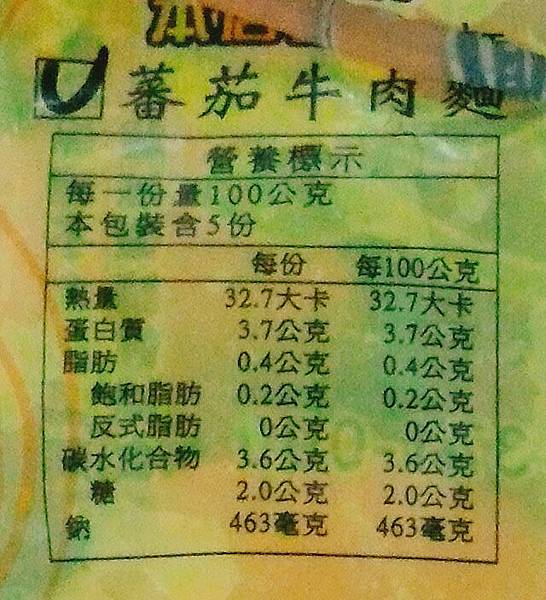 蕃茄牛肉麵
營養標示
每一份量100公克
本包裝含5份
每份 每100公克
熱量 32.7大卡 32.7大卡
蛋白質 3.7公克 3.7公克
脂肪 0.4公克 0.4公克
飽和脂肪 0.2公克 0.2公克
反式脂肪 0公克 0公克
碳水化合物 3.6公克 3.6公克
糖 2.0公克 2.0公克
鈉 463毫克 463毫克